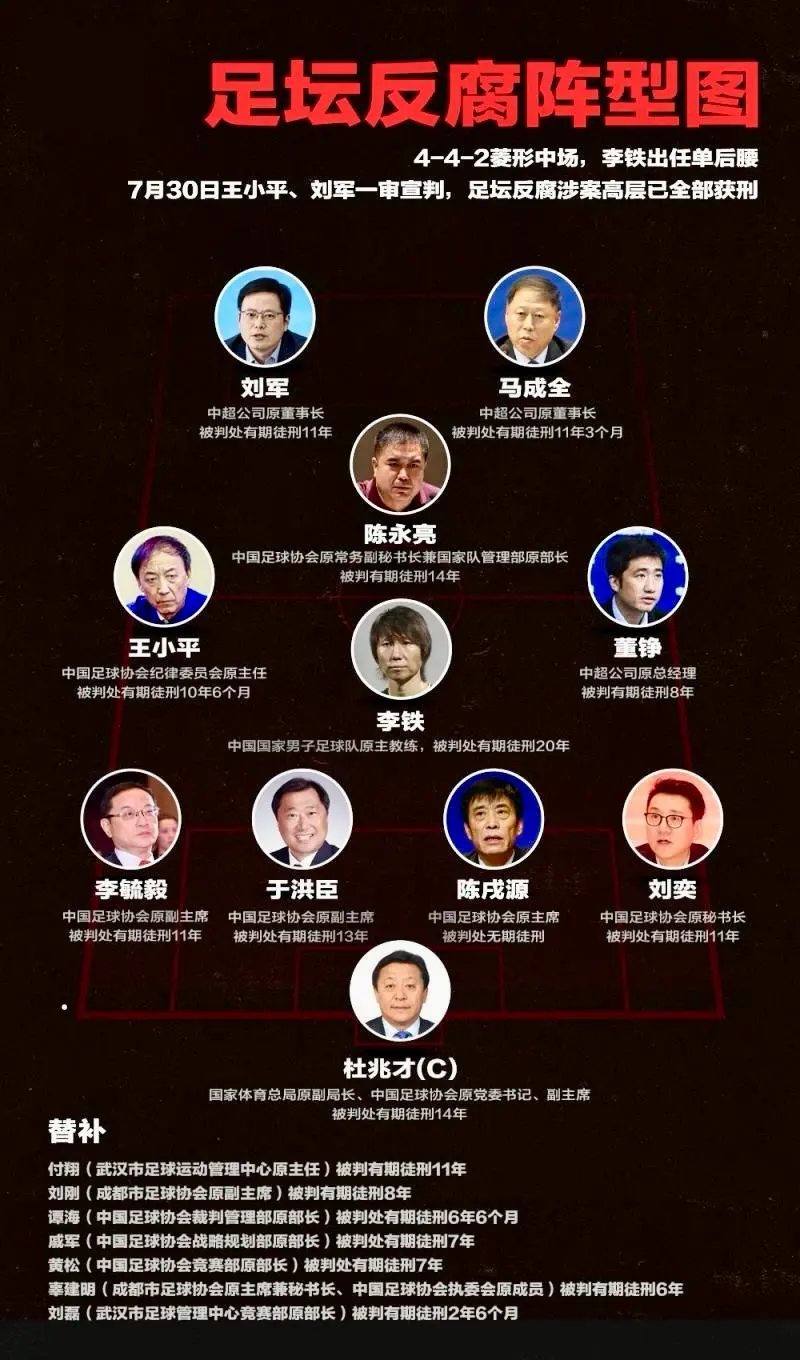 足坛反腐阵型图
4-4-2菱形中场，李铁出任单后腰
7月30日王小平、刘军一审宣判，足坛反腐涉案高层已全部获刑
刘军
中超公司原董事长
被判处有期徒刑11年
马成全
中超公司原董事长
被判处有期徒刑11年3个月
陈永亮
中国足球协会原常务副秘书长兼国家队管理部原部长
被判有期徒刑14年
王小平
中国足球协会纪律委员会原主任
被判处有期徒刑10年6个月
董铮
中超公司原总经理
被判有期徒刑8年
李铁
中国国家男子足球队原主教练，被判处有期徒刑20年
李毓毅
中国足球协会原副主席
被判处有期徒刑11年
于洪臣
中国足球协会原副主席
被判处有期徒刑13年
陈戌源
中国足球协会原主席
被判处无期徒刑
刘奕
中国足球协会原秘书长
被判处有期徒刑11年
杜兆才(C)
国家体育总局原副局长、中国足球协会原党委书记、副主席
被判处有期徒刑14年
替补
付翔（武汉市足球运动管理中心原主任）被判有期徒刑11年
刘刚（成都市足球协会原副主席）被判有期徒刑8年
谭海（中国足球协会裁判管理部原部长）被判处有期徒刑6年6个月
戚军（中国足球协会战略规划部原部长）被判处有期徒刑7年
黄松（中国足球协会竞赛部原部长）被判处有期徒刑7年
辜建明（成都市足球协会原主席兼秘书长、中国足球协会执委会原成员）被判有期徒刑6年
刘磊（武汉市足球管理中心竞赛部原部长）被判有期徒刑2年6个月